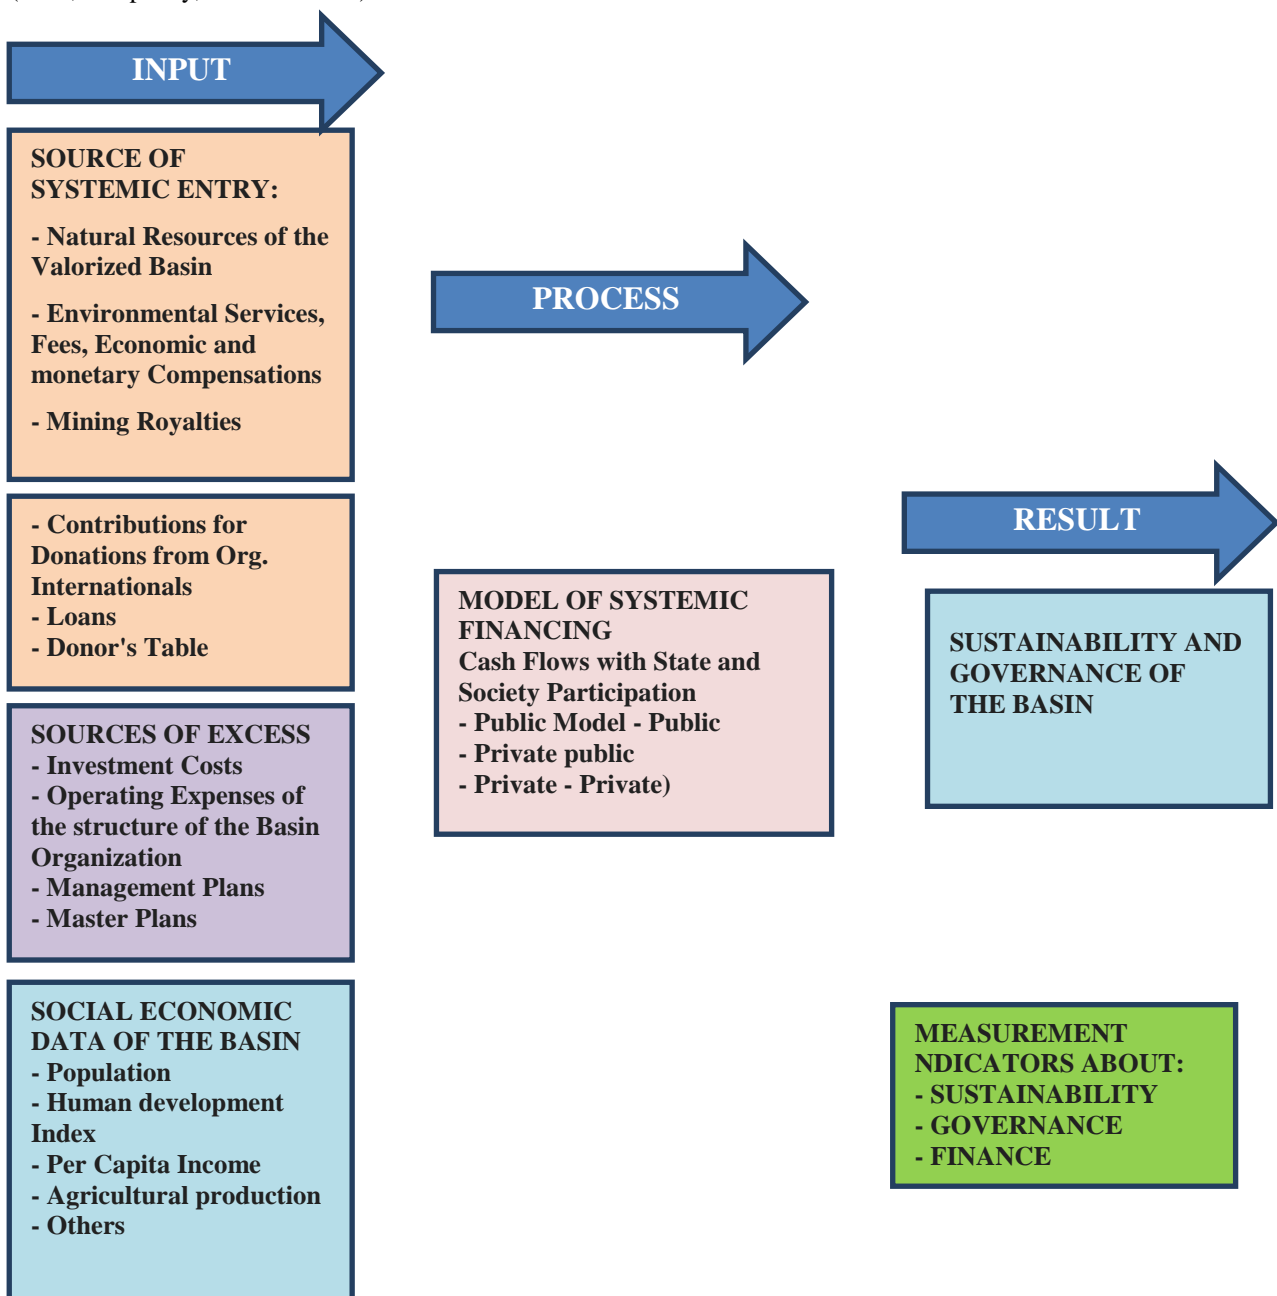 INPUT
SOURCE OF
SYSTEMIC ENTRY:
- Natural Resources of the
Valorized Basin
- Environmental Services,
Fees, Economic and
monetary Compensations
- Mining Royalties
- Contributions for
Donations from Org.
Internationals
- Loans
- Donor's Table
SOURCES OF EXCESS
- Investment Costs
- Operating Expenses of
the structure of the Basin
Organization
- Management Plans
- Master Plans
SOCIAL ECONOMIC
DATA OF THE BASIN
- Population
- Human development
Index
- Per Capita Income
- Agricultural production
- Others
PROCESS
MODEL OF SYSTEMIC
FINANCING
Cash Flows with State and
Society Participation
- Public Model - Public
- Private public
- Private - Private)
RESULT
SUSTAINABILITY AND
GOVERNANCE OF
THE BASIN
MEASUREMENT
NDICATORS ABOUT:
- SUSTAINABILITY
- GOVERNANCE
- FINANCE